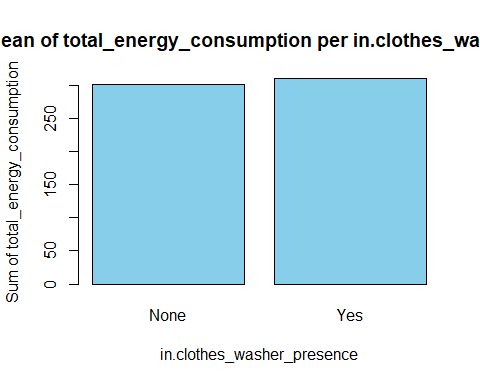 ean of total_energy_consumption per in.clothes_wa
Sum of total_energy_consumption
250
150
50
0
None Yes
in.clothes_washer_presence